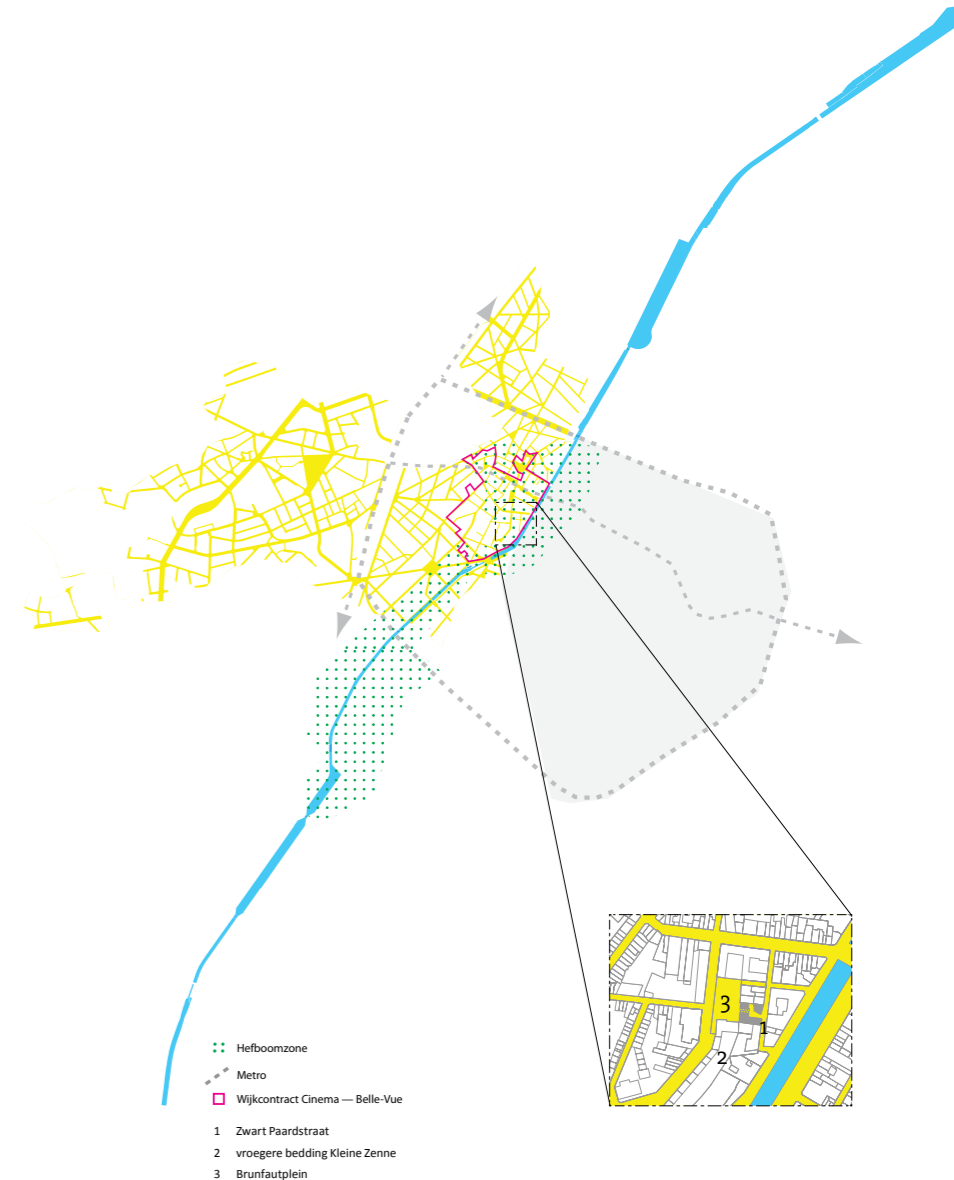 3
1
2
Hefboomzone
Metro
Wijkcontract Cinema — Belle-Vue
1 Zwart Paardstraat
2 vroegere bedding Kleine Zenne
3 Brunfautplein